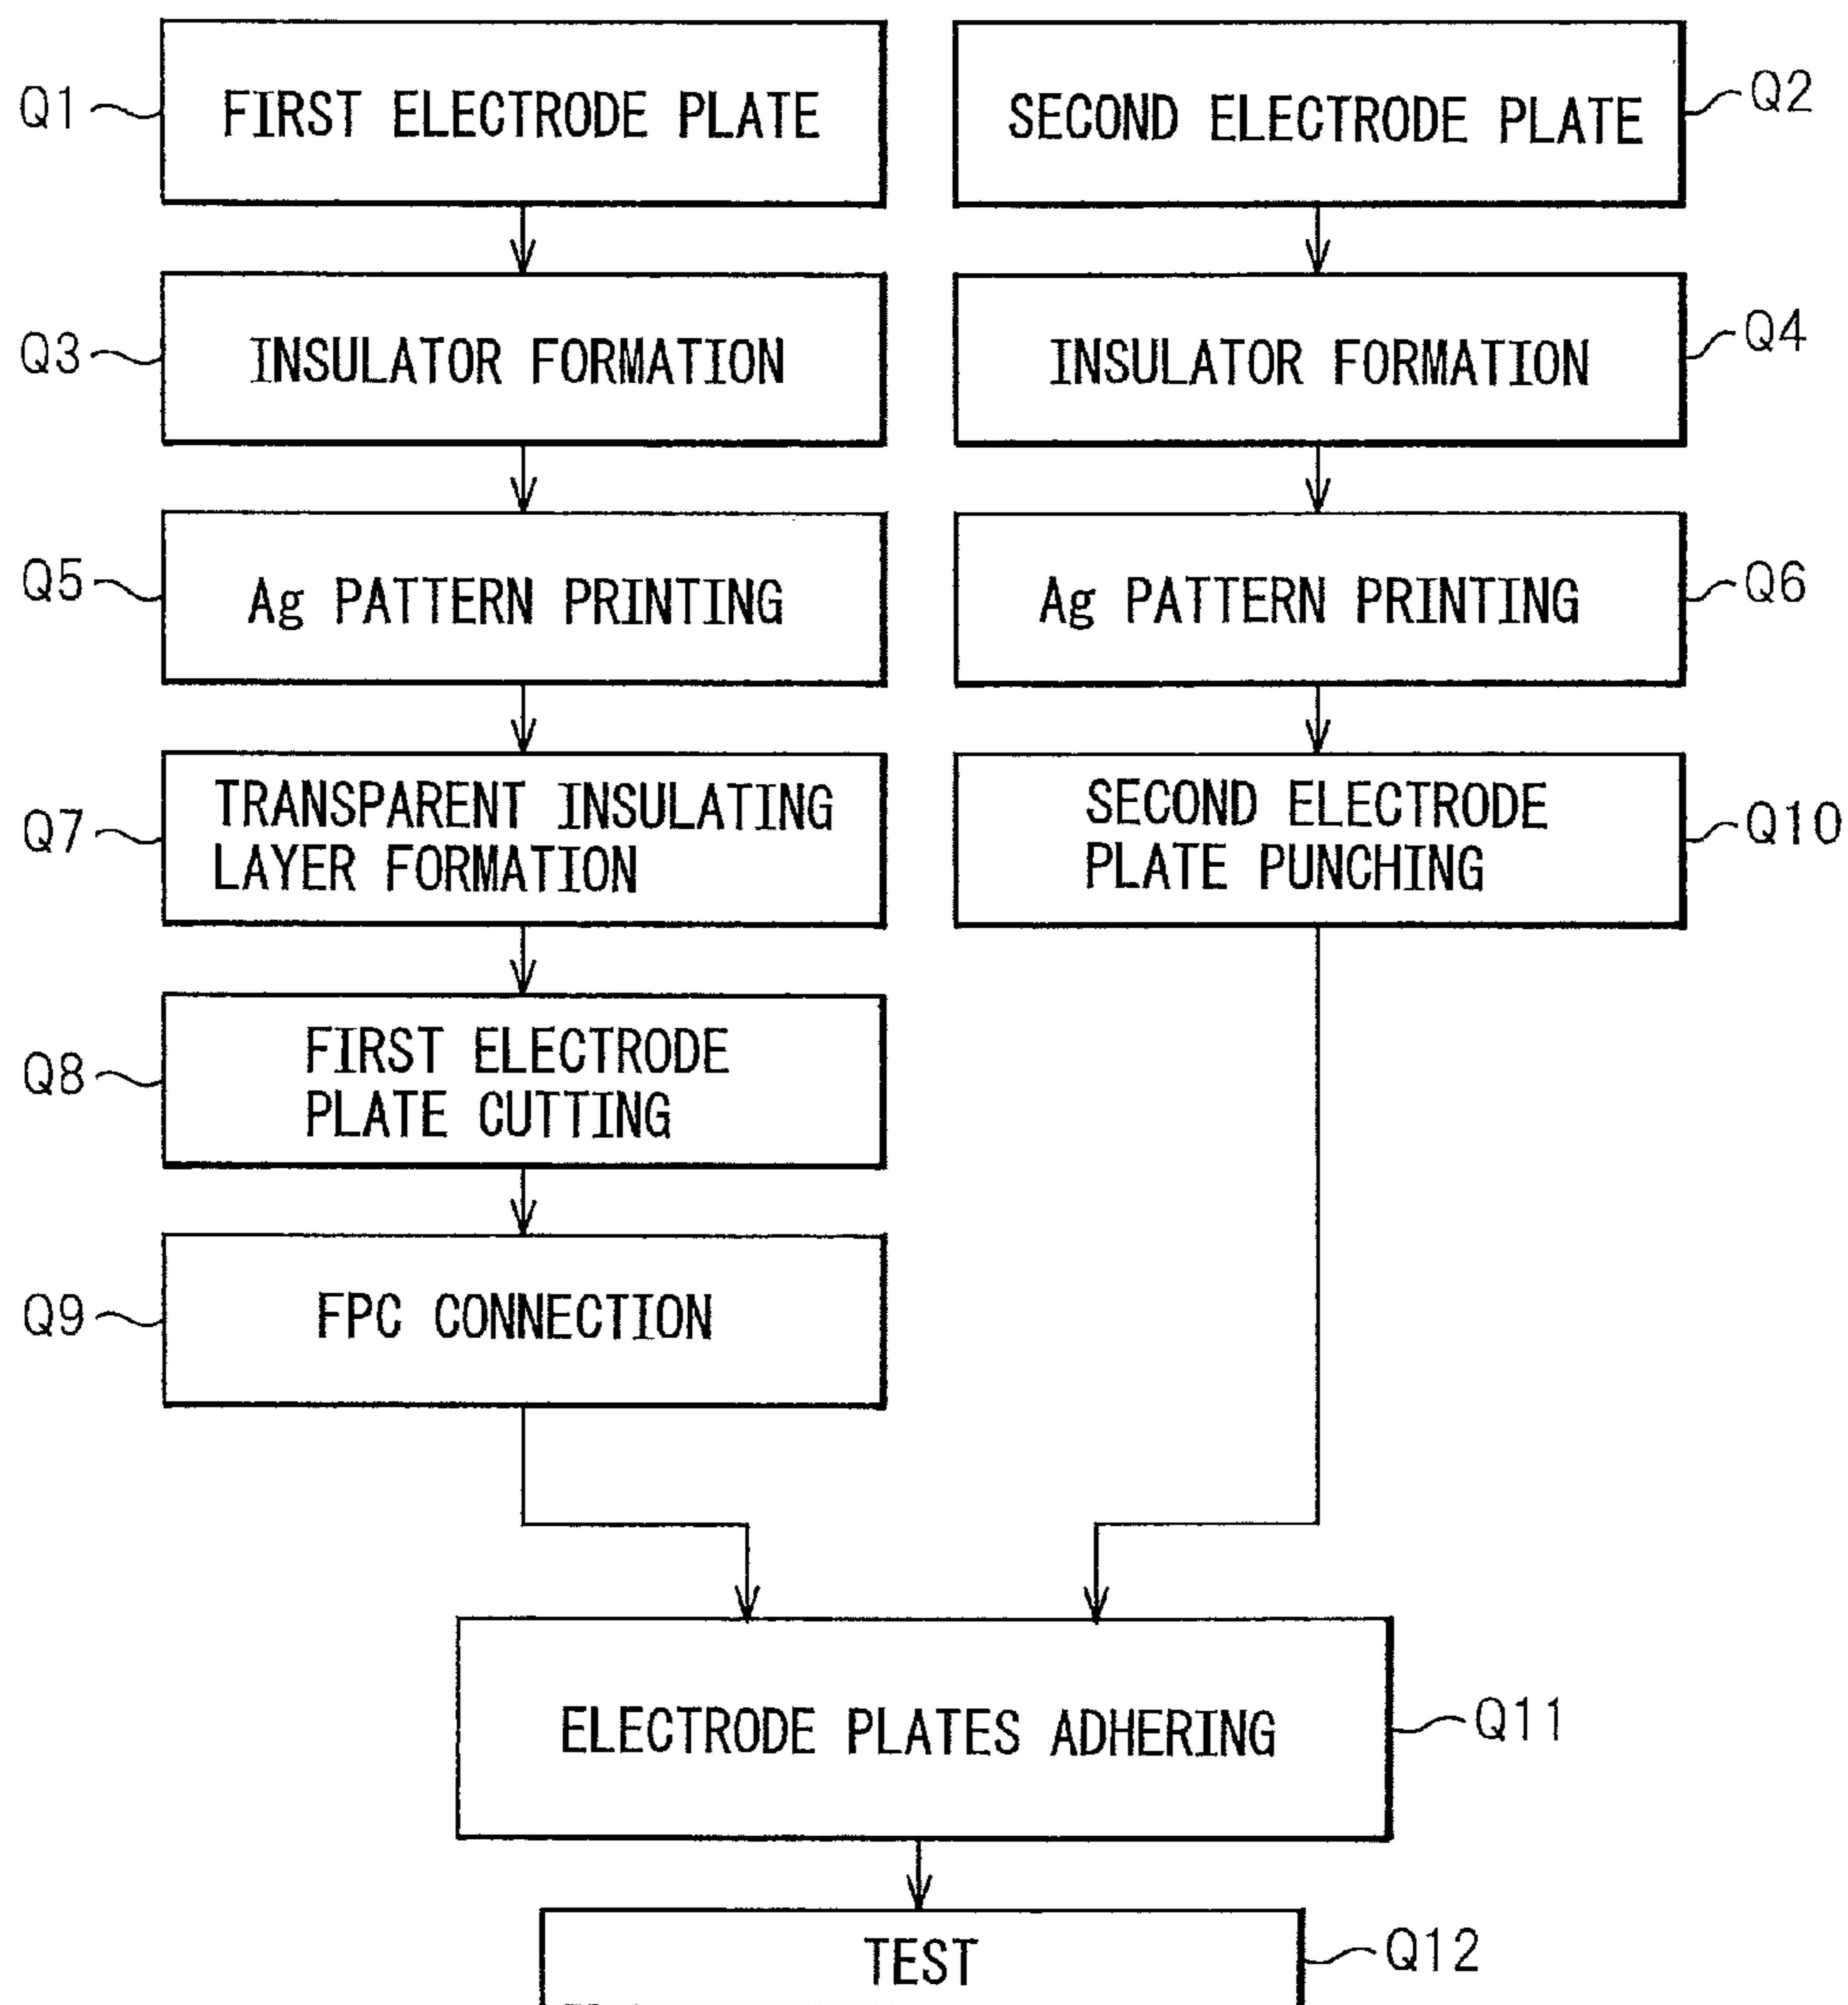 Q1
FIRST ELECTRODE PLATE
SECOND ELECTRODE PLATE
Q2
Q3
INSULATOR FORMATION
INSULATOR FORMATION
Q4
Q5
Ag PATTERN PRINTING
Ag PATTERN PRINTING
Q6
Q7
TRANSPARENT INSULATING
LAYER FORMATION
SECOND ELECTRODE
PLATE PUNCHING
Q10
Q8
FIRST ELECTRODE
PLATE CUTTING
Q9
FPC CONNECTION
ELECTRODE PLATES ADHERING
Q11
TEST
Q12